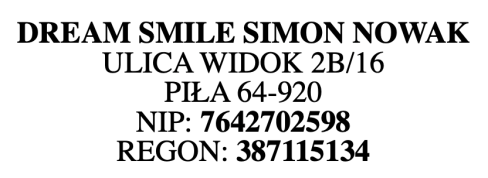 DREAM SMILE SIMON NOWAK
ULICA WIDOK 2B/16
PIŁA 64-920
NIP: 7642702598
REGON: 387115134